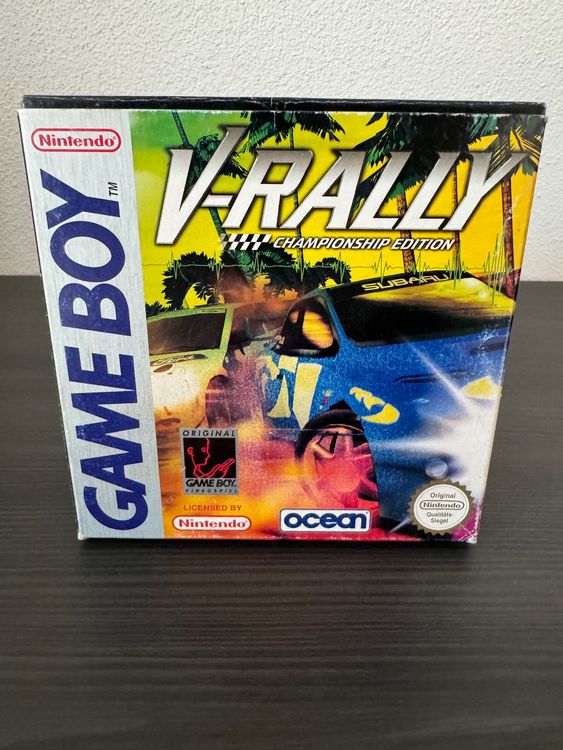 Nintendo
GAME BOY™
V-RALLY
CHAMPIONSHIP EDITION
SUBARU
Ford
ORIGINAL
GAME BOY
VIDEOSPIEL
LICENSED BY
Nintendo
ocean
Original
Nintendo
Qualitäts-
Siegel